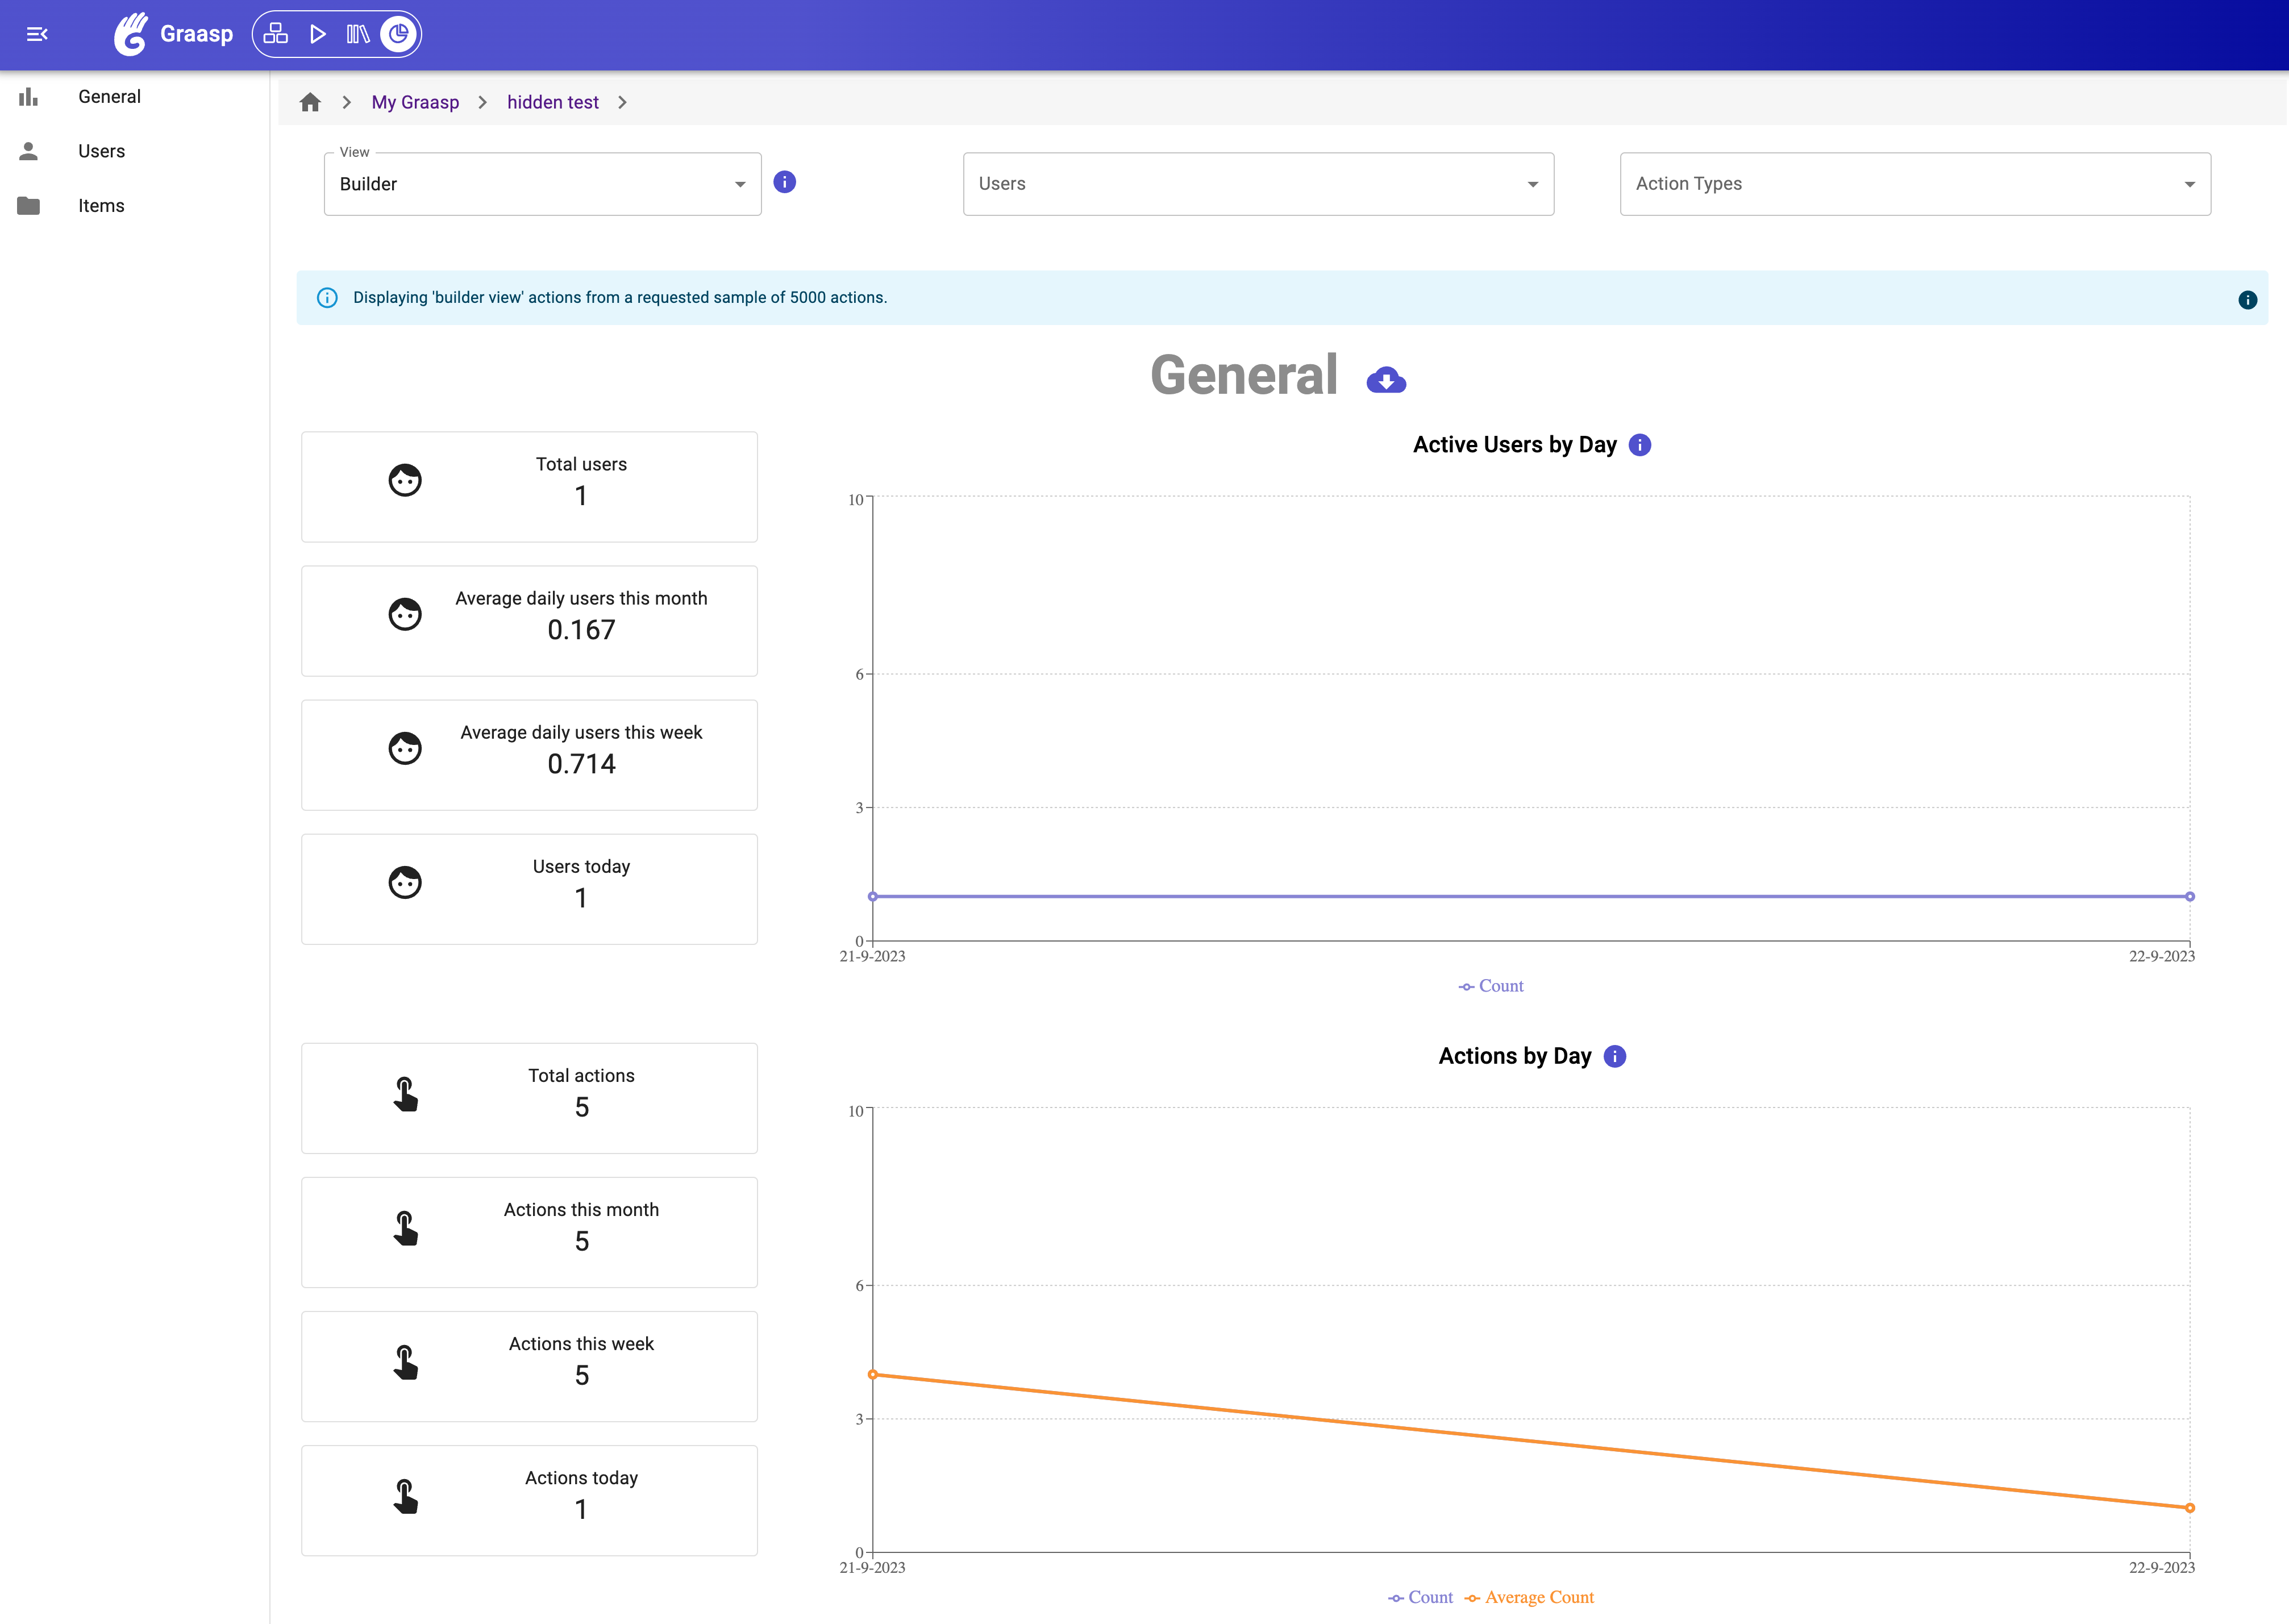 Graasp
General
Users
Items
My Graasp
hidden test
View
Builder
Users
Action Types
Displaying 'builder view' actions from a requested sample of 5000 actions.
General
Total users
1
Average daily users this month
0.167
Average daily users this week
0.714
Users today
1
Active Users by Day
10
6
3
0
21-9-2023
22-9-2023
Count
Total actions
5
Actions this month
5
Actions this week
5
Actions today
1
Actions by Day
10
6
3
0
21-9-2023
22-9-2023
Count
Average Count